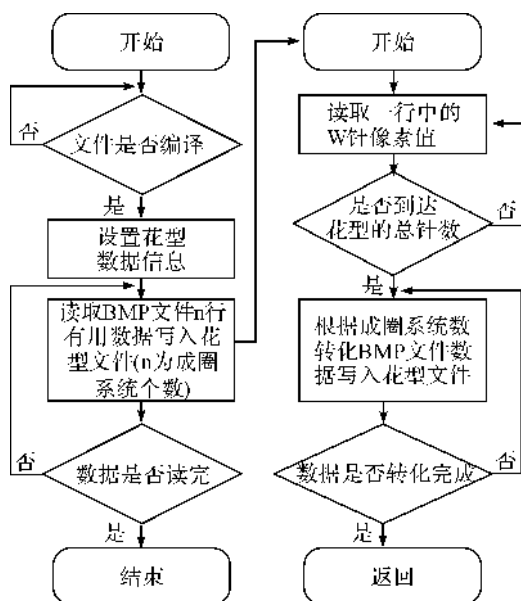 开始
否
文件是否编译
是
设置花型
数据信息
读取BMP文件n行
有用数据写入花
型文件(n为成圈
系统个数)
否
数据是否读完
是
结束
开始
读取一行中的
W针像素值
是否到达
花型的总针数
否
是
根据成圈系统数
转化BMP文件数
据写入花型文件
数据是否转化完成
否
是
返回